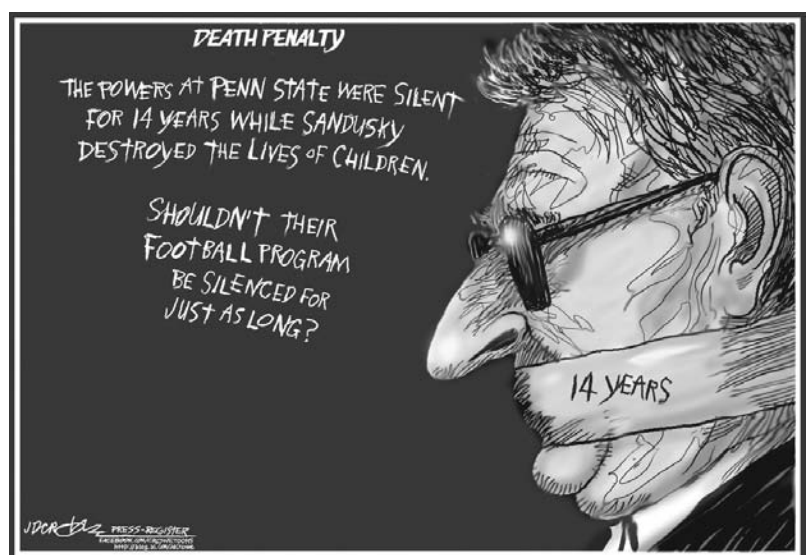 DEATH PENALTY
THE POWERS AT PENN STATE WERE SILENT
FOR 14 YEARS WHILE SANDUSKY
DESTROYED THE LIVES OF CHILDREN.
SHOULDN'T THEIR
FOOTBALL PROGRAM
BE SILENCED FOR
JUST AS LONG?
14 YEARS
PRESS-REGISTER